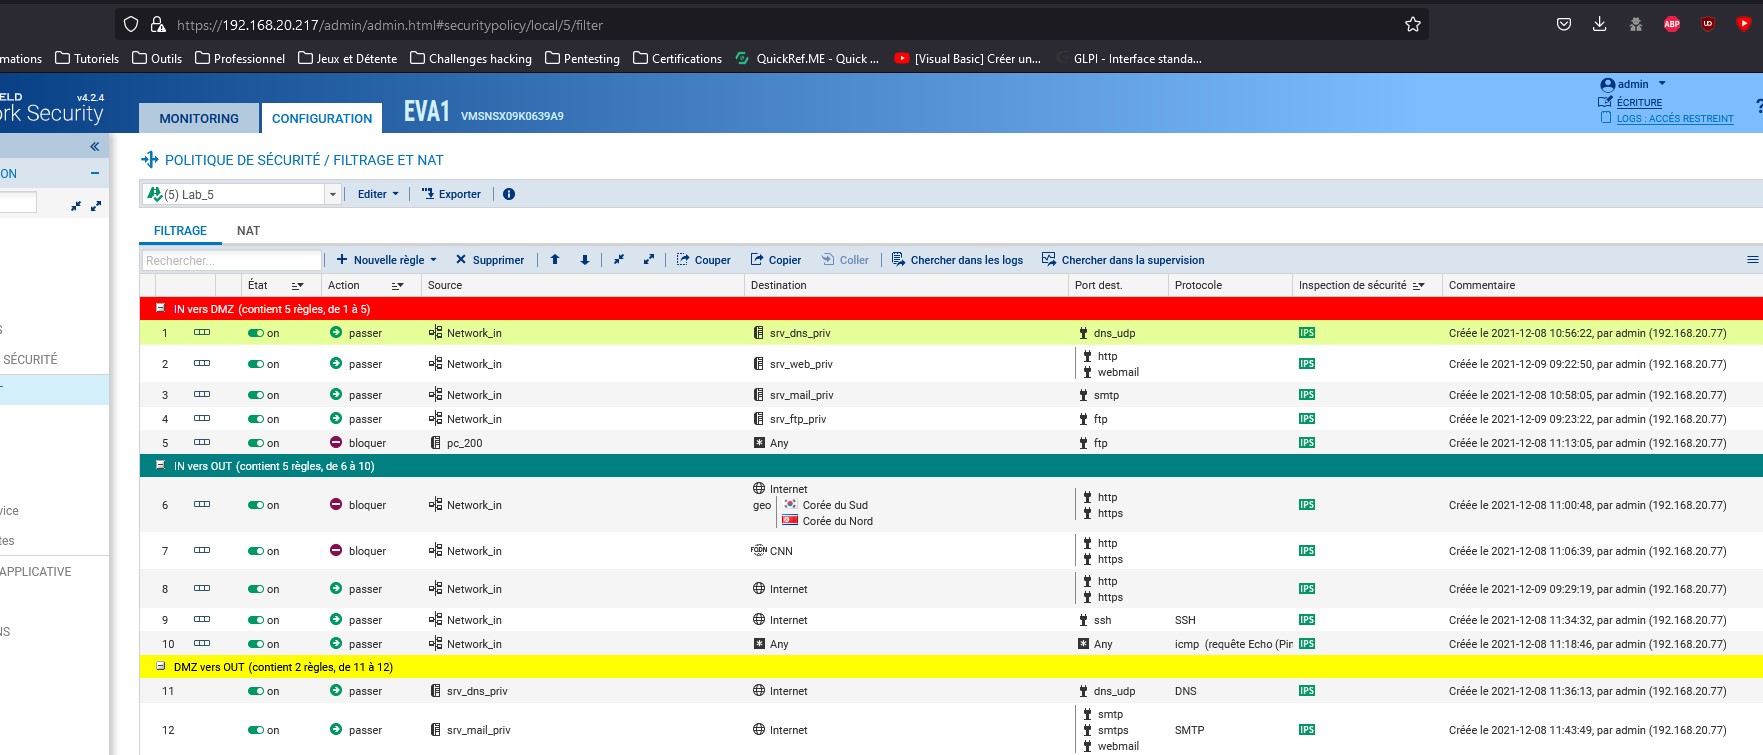 https://192.168.20.217/admin/admin.html#securitypolicy/local/5/filter
ABP
mations Tutoriels Outils Professionnel Jeux et Détente Challenges hacking Pentesting Certifications QuickRef.ME - Quick ... [Visual Basic] Créer un... GLPI - Interface standa...
ELD v4.2.4
rk Security
MONITORING CONFIGURATION EVA1 VMSNSX09K0639A9
admin
ÉCRITURE
LOGS : ACCÈS RESTREINT
?
ON
SÉCURITÉ
APPLICATIVE
POLITIQUE DE SÉCURITÉ / FILTRAGE ET NAT
(5) Lab_5 Editer Exporter
FILTRAGE NAT
Rechercher... Nouvelle règle Supprimer Couper Copier Coller Chercher dans les logs Chercher dans la supervision
État Action Source Destination Port dest. Protocole Inspection de sécurité Commentaire
IN vers DMZ (contient 5 règles, de 1 à 5)
1 on passer Network_in srv_dns_priv dns_udp IPS Créée le 2021-12-08 10:56:22, par admin (192.168.20.77)
2 on passer Network_in srv_web_priv http webmail IPS Créée le 2021-12-09 09:22:50, par admin (192.168.20.77)
3 on passer Network_in srv_mail_priv smtp IPS Créée le 2021-12-08 10:58:05, par admin (192.168.20.77)
4 on passer Network_in srv_ftp_priv ftp IPS Créée le 2021-12-09 09:23:22, par admin (192.168.20.77)
5 on bloquer pc_200 Any ftp IPS Créée le 2021-12-08 11:13:05, par admin (192.168.20.77)
IN vers OUT (contient 5 règles, de 6 à 10)
6 on bloquer Network_in Internet geo Corée du Sud Corée du Nord http https IPS Créée le 2021-12-08 11:00:48, par admin (192.168.20.77)
7 on bloquer Network_in FQDN CNN http https IPS Créée le 2021-12-08 11:06:39, par admin (192.168.20.77)
8 on passer Network_in Internet http https IPS Créée le 2021-12-09 09:29:19, par admin (192.168.20.77)
9 on passer Network_in Internet ssh SSH IPS Créée le 2021-12-08 11:34:32, par admin (192.168.20.77)
10 on passer Network_in Any Any icmp (requête Echo (Pin IPS Créée le 2021-12-08 11:18:46, par admin (192.168.20.77)
DMZ vers OUT (contient 2 règles, de 11 à 12)
11 on passer srv_dns_priv Internet dns_udp DNS IPS Créée le 2021-12-08 11:36:13, par admin (192.168.20.77)
12 on passer srv_mail_priv Internet smtp smtps webmail SMTP IPS Créée le 2021-12-08 11:43:49, par admin (192.168.20.77)